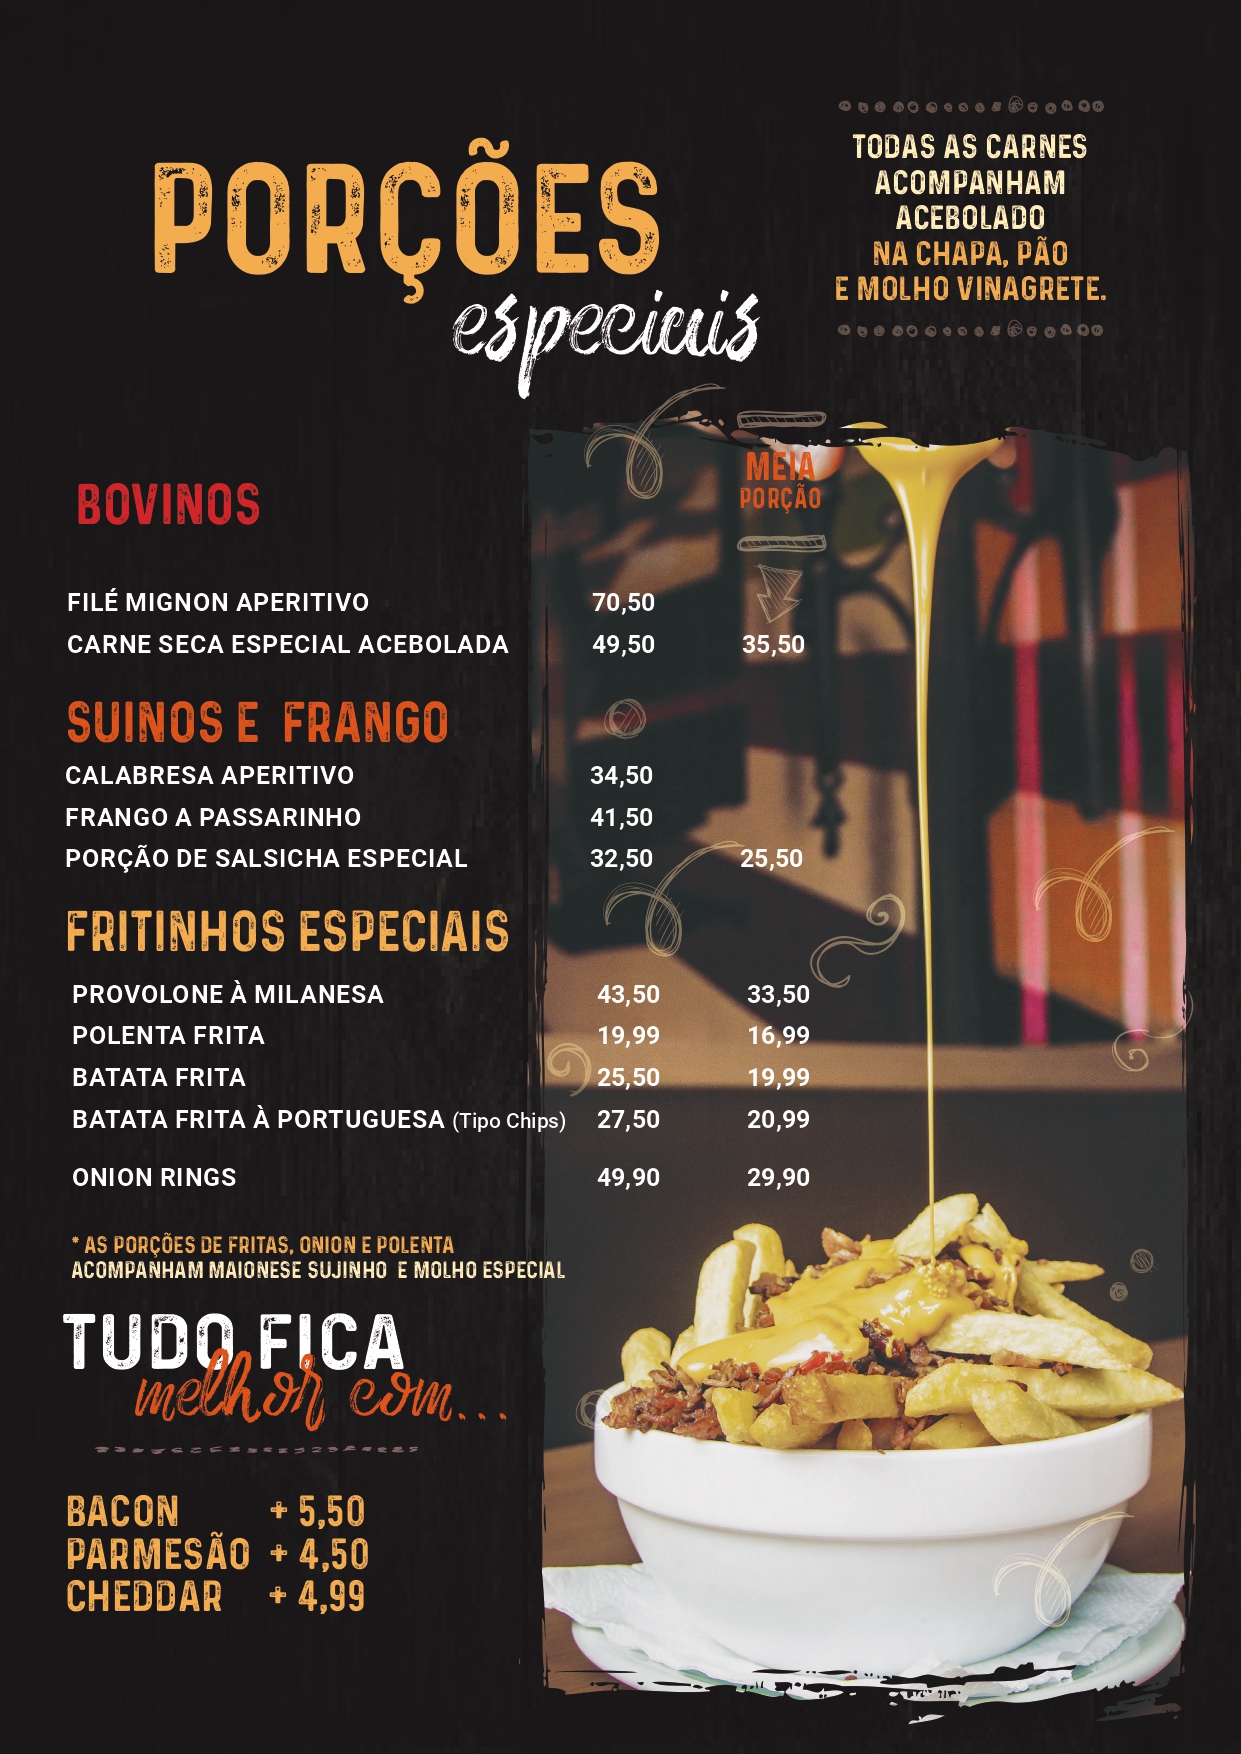 PORÇÕES
especiais
TODAS AS CARNES
ACOMPANHAM
ACEBOLADO
NA CHAPA, PÃO
E MOLHO VINAGRETE.
MEIA
PORÇÃO
BOVINOS
FILÉ MIGNON APERITIVO 70,50
CARNE SECA ESPECIAL ACEBOLADA 49,50 35,50
SUINOS E FRANGO
CALABRESA APERITIVO 34,50
FRANGO A PASSARINHO 41,50
PORÇÃO DE SALSICHA ESPECIAL 32,50 25,50
FRITINHOS ESPECIAIS
PROVOLONE À MILANESA 43,50 33,50
POLENTA FRITA 19,99 16,99
BATATA FRITA 25,50 19,99
BATATA FRITA À PORTUGUESA (Tipo Chips) 27,50 20,99
ONION RINGS 49,90 29,90
* AS PORÇÕES DE FRITAS, ONION E POLENTA
ACOMPANHAM MAIONESE SUJINHO E MOLHO ESPECIAL
TUDO FICA
melhor com...
BACON + 5,50
PARMESÃO + 4,50
CHEDDAR + 4,99